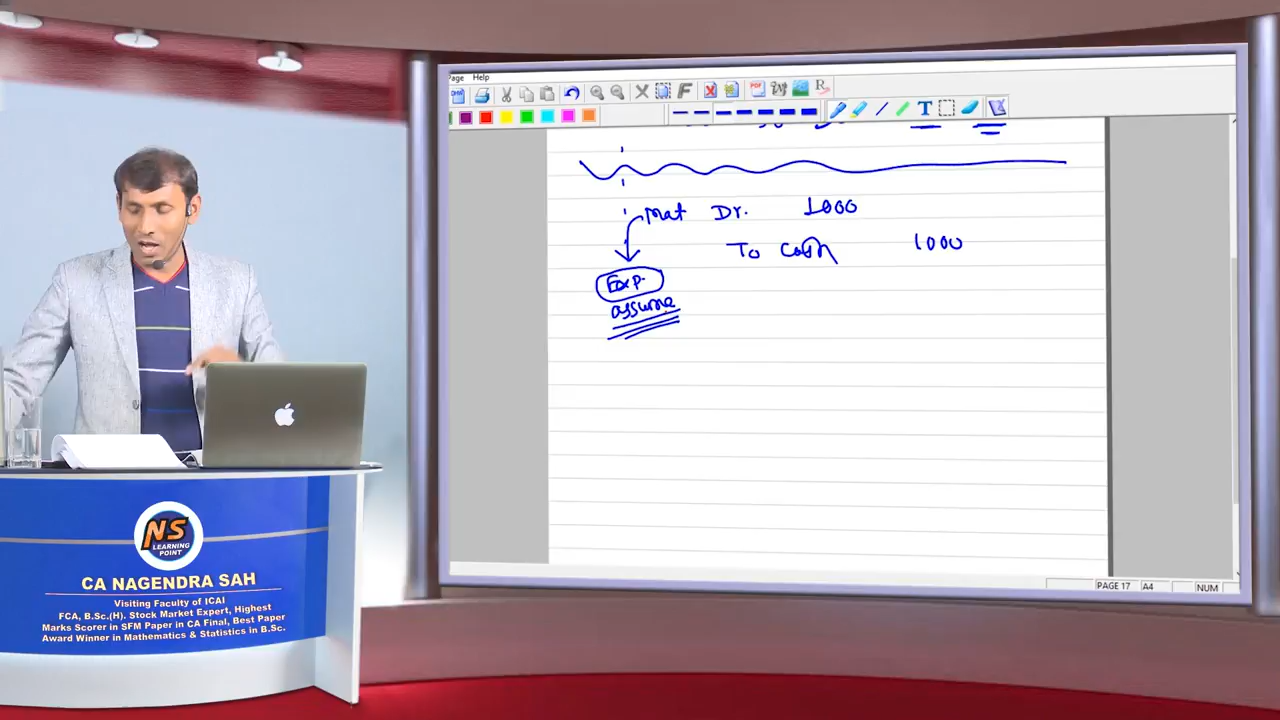 Page Help
T
Mat Dr. 1000
To Cash 1000
Exp.
assume
PAGE 17 A4 NUM
NS
LEARNING
POINT
CA NAGENDRA SAH
Visiting Faculty of ICAI
FCA, B.Sc.(H). Stock Market Expert, Highest
Marks Scorer in SFM Paper in CA Final, Best Paper
Award Winner in Mathematics & Statistics in B.Sc.